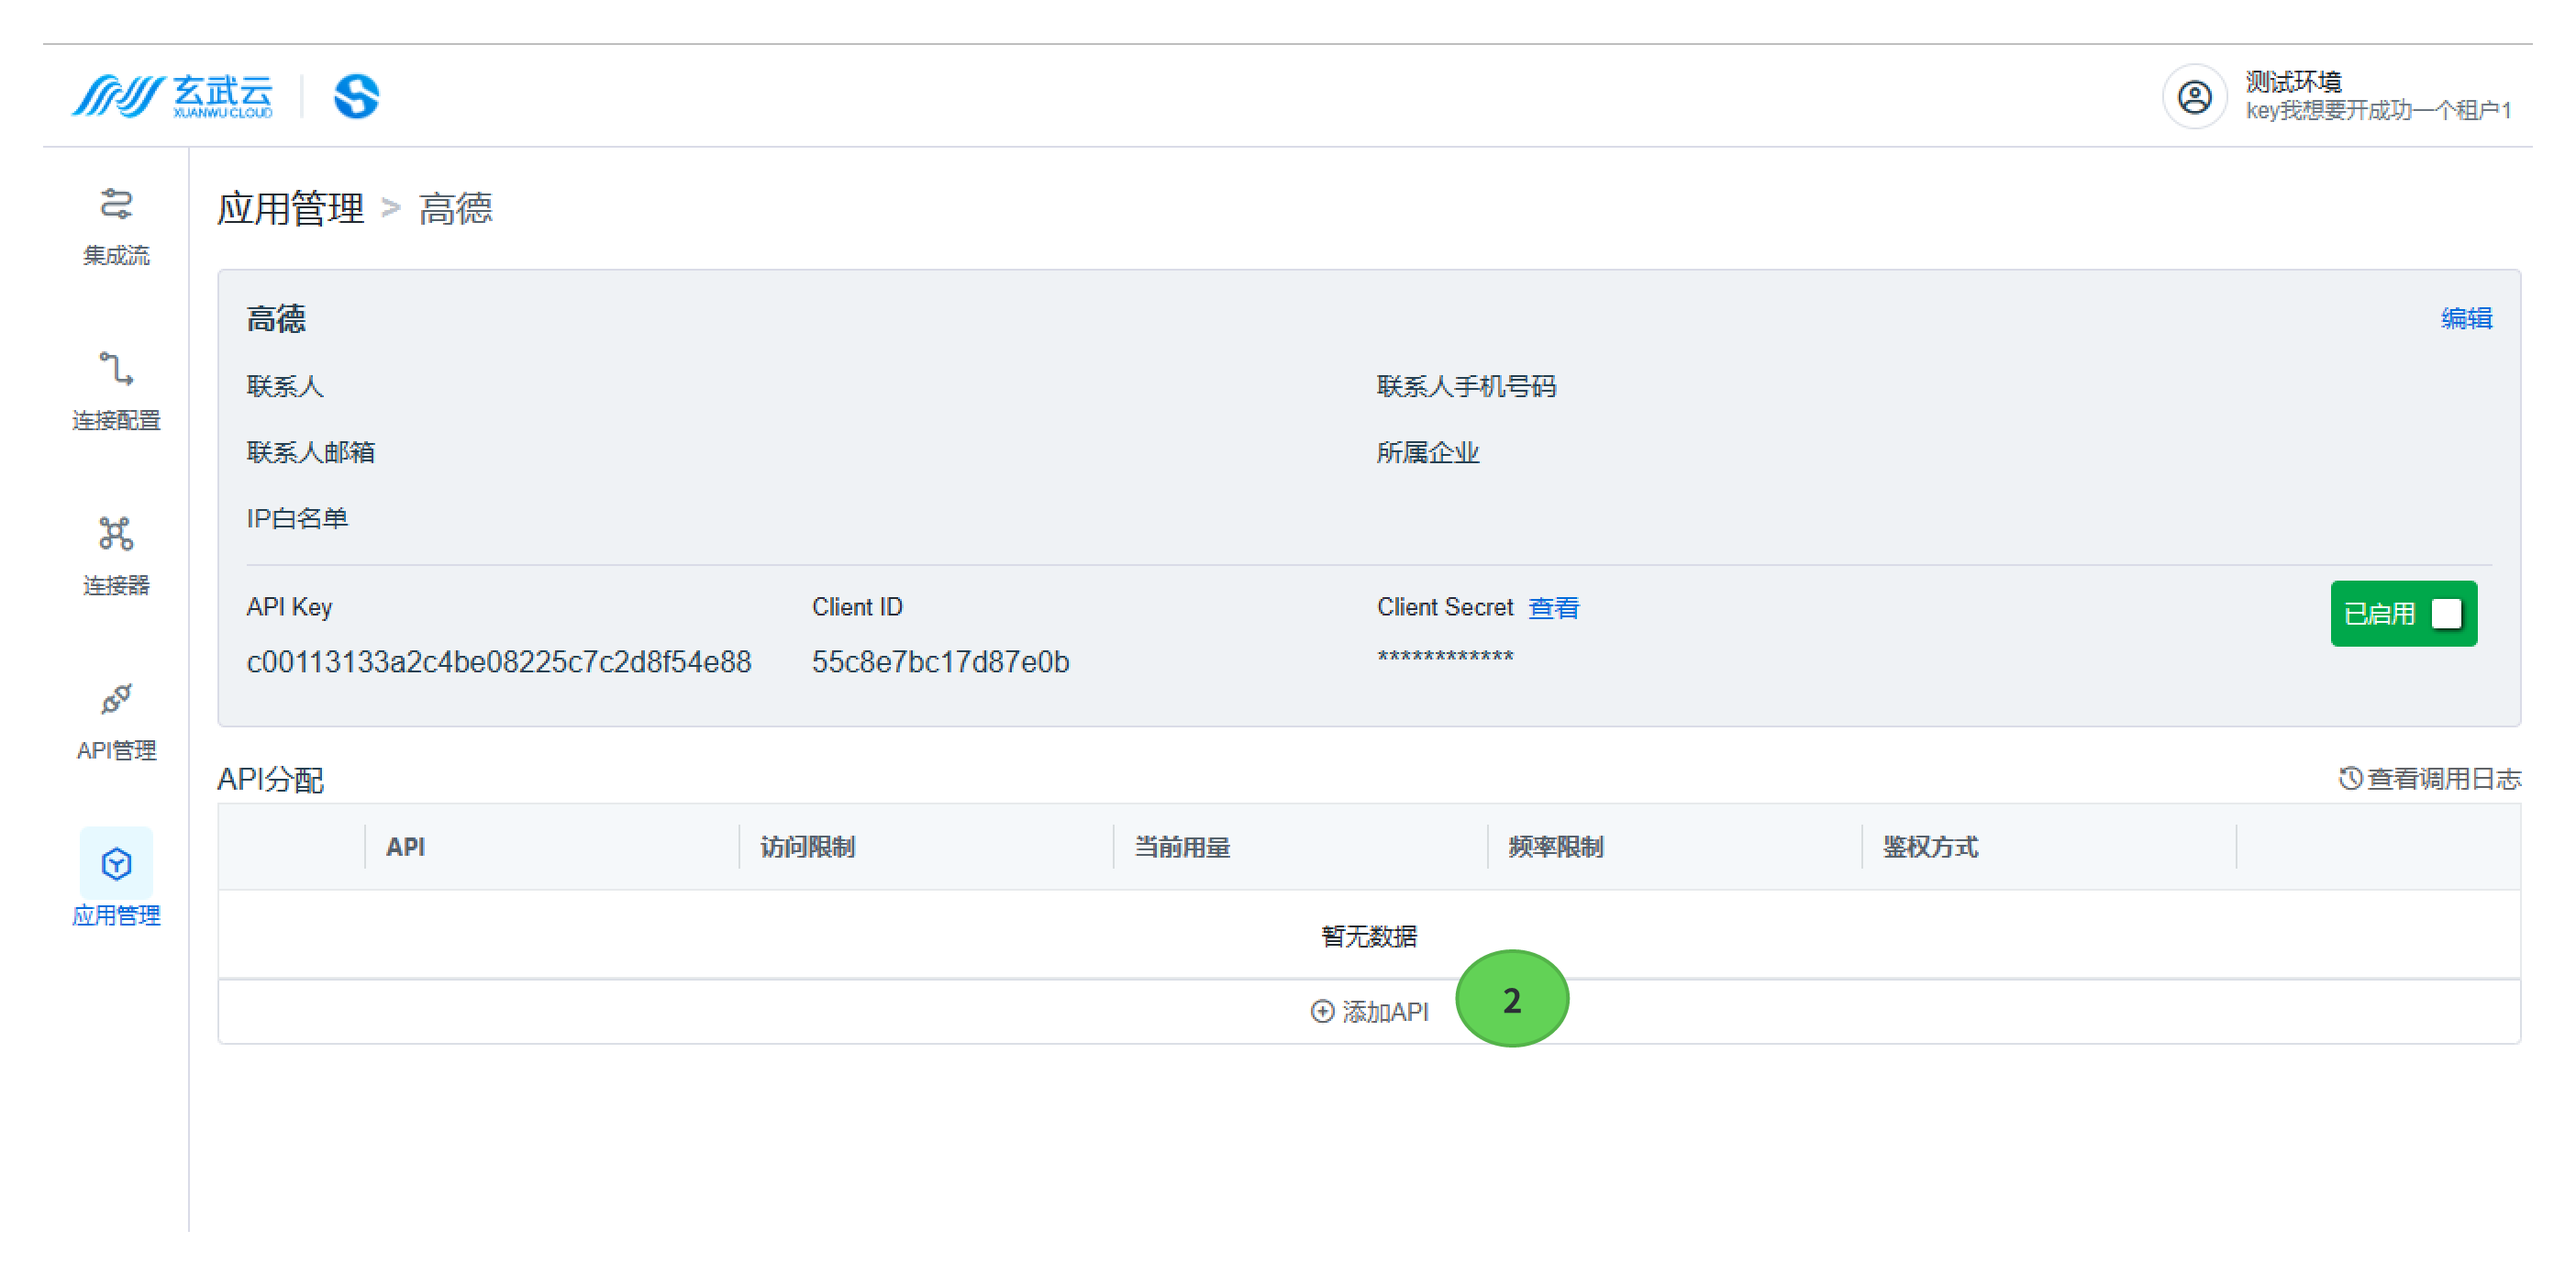 玄武云
XUANWU CLOUD
测试环境
key我想要开成功一个租户1
集成流
连接配置
连接器
API管理
应用管理
应用管理 > 高德
高德
编辑
联系人
联系人手机号码
联系人邮箱
所属企业
IP白名单
API Key
Client ID
Client Secret 查看
已启用
c00113133a2c4be08225c7c2d8f54e88
55c8e7bc17d87e0b
************
API分配
查看调用日志
API 访问限制 当前用量 频率限制 鉴权方式
暂无数据
添加API
2